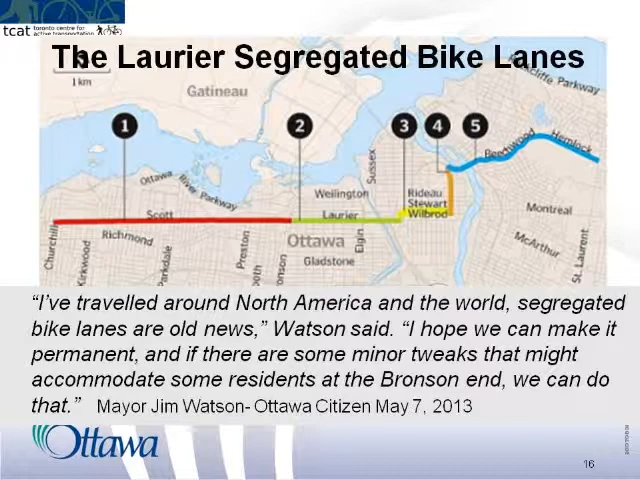 tcat toronto centre for
active transportation
The Laurier Segregated Bike Lanes
1 km
Gatineau
Rockcliffe Parkway
1
2
3
4
5
Hemlock
Beechwood
Sussex
Ottawa
River Parkway
Wellington
Rideau
Stewart
Wilbrod
Montreal
Scott
Laurier
Churchill
Richmond
Ottawa
Elgin
McArthur
St. Laurent
Kirkwood
Parkdale
Preston
Gladstone
“I’ve travelled around North America and the world, segregated
bike lanes are old news,” Watson said. “I hope we can make it
permanent, and if there are some minor tweaks that might
accommodate some residents at the Bronson end, we can do
that.” Mayor Jim Watson- Ottawa Citizen May 7, 2013
Ottawa
16